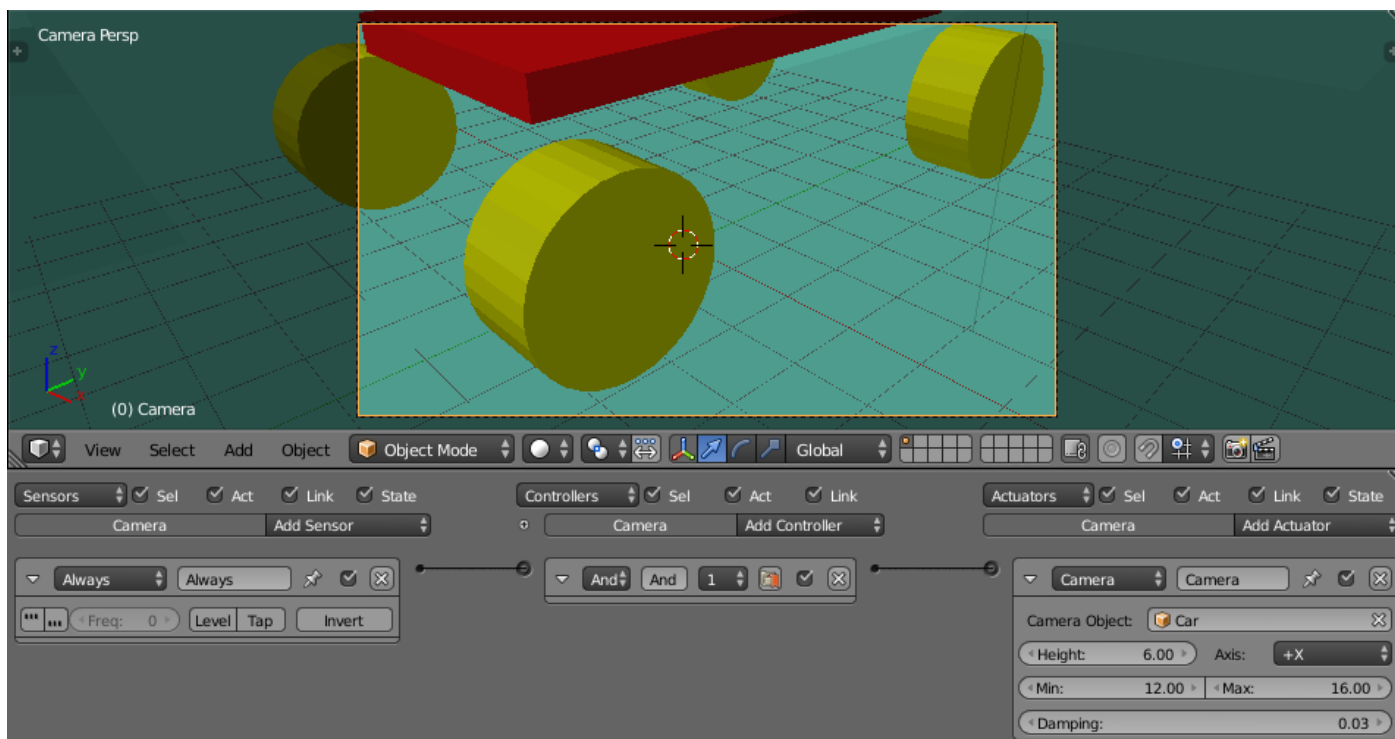 Camera Persp
z
y
x
(0) Camera
View Select Add Object Object Mode Global
Sensors Sel Act Link State Controllers Sel Act Link Actuators Sel Act Link State
Camera Add Sensor Camera Add Controller Camera Add Actuator
Always Always And And 1 Camera Camera
Freq: 0 Level Tap Invert Camera Object: Car
Height: 6.00 Axis: +X
Min: 12.00 Max: 16.00
Damping: 0.03